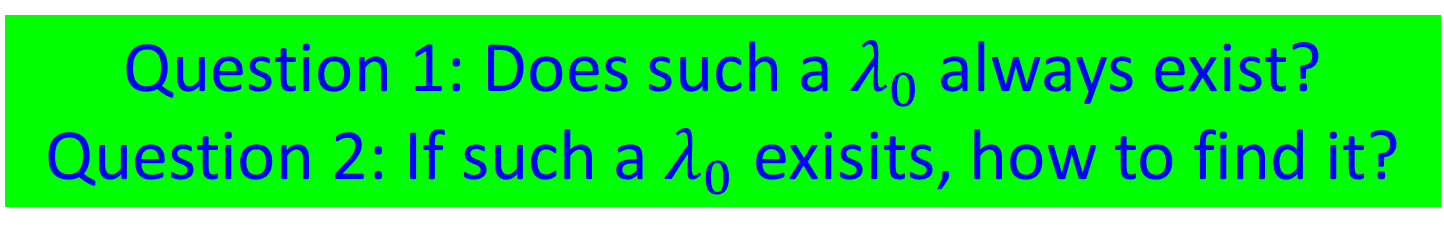 Question 1: Does such a λ₀ always exist?
Question 2: If such a λ₀ exisits, how to find it?